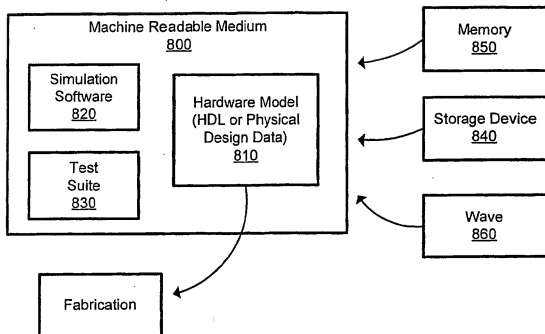 Machine Readable Medium
800
Simulation
Software
820
Test
Suite
830
Hardware Model
(HDL or Physical
Design Data)
810
Memory
850
Storage Device
840
Wave
860
Fabrication